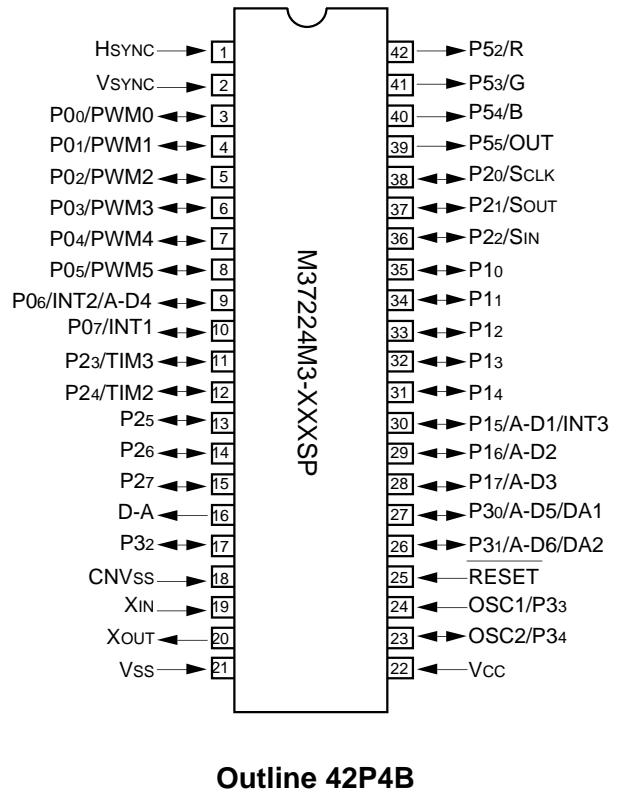 HSYNC 1 42 P52/R
VSYNC 2 41 P53/G
P00/PWM0 3 40 P54/B
P01/PWM1 4 39 P55/OUT
P02/PWM2 5 38 P20/SCLK
P03/PWM3 6 37 P21/SOUT
P04/PWM4 7 36 P22/SIN
P05/PWM5 8 35 P10
P06/INT2/A-D4 9 34 P11
P07/INT1 10 33 P12
P23/TIM3 11 32 P13
P24/TIM2 12 31 P14
P25 13 30 P15/A-D1/INT3
P26 14 29 P16/A-D2
P27 15 28 P17/A-D3
D-A 16 27 P30/A-D5/DA1
P32 17 26 P31/A-D6/DA2
CNVSS 18 25 RESET
XIN 19 24 OSC1/P33
XOUT 20 23 OSC2/P34
VSS 21 22 VCC
M37224M3-XXXSP
Outline 42P4B